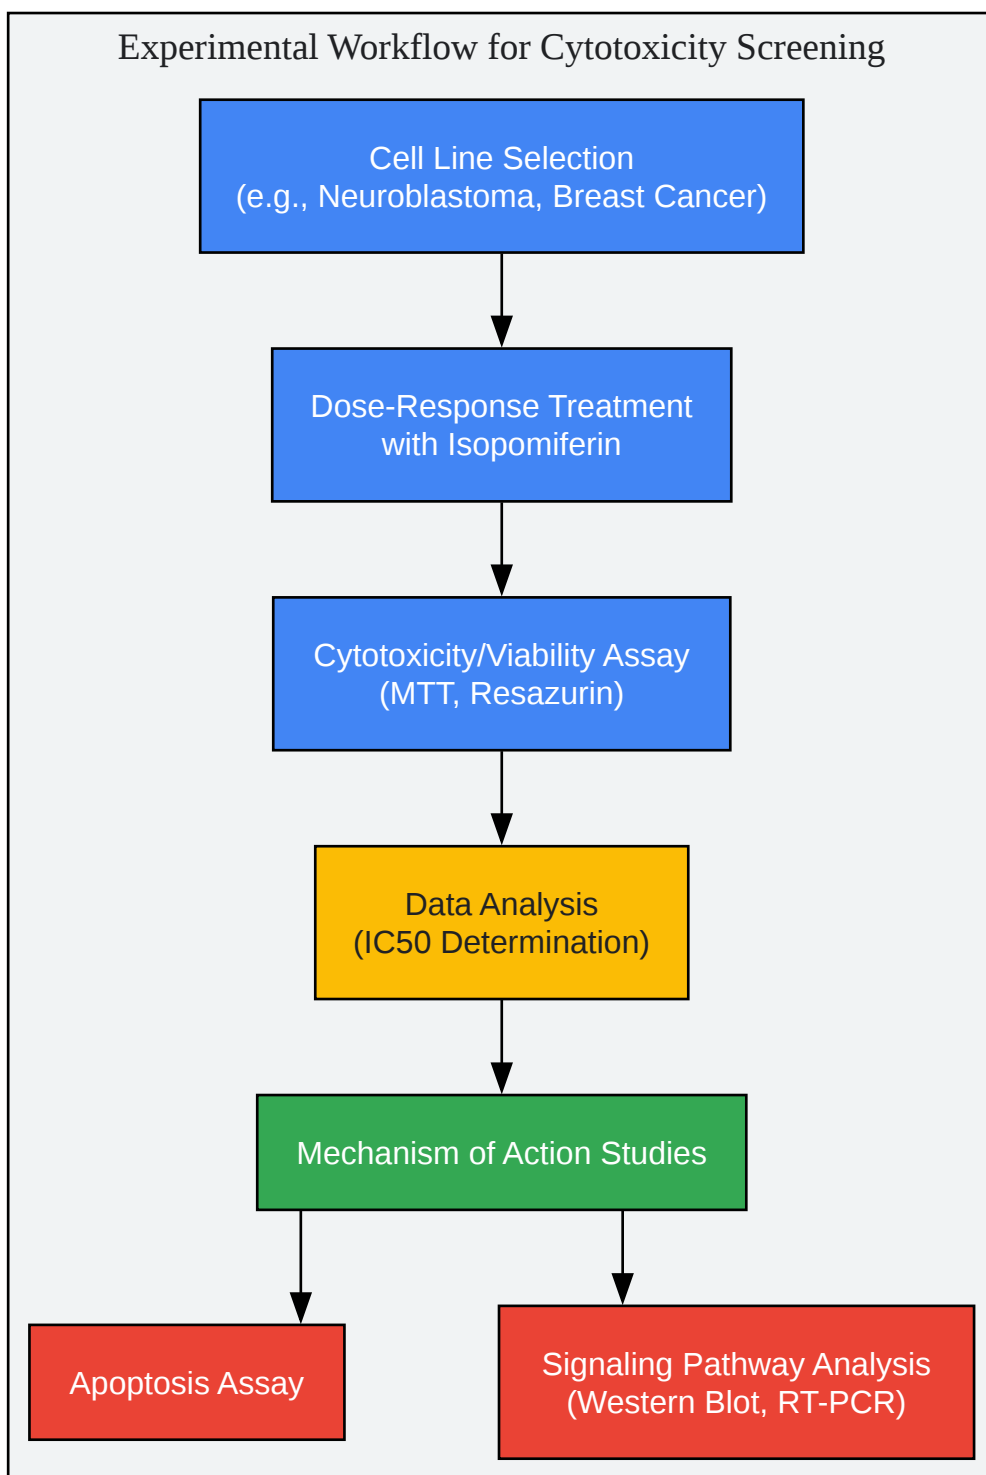 Experimental Workflow for Cytotoxicity Screening
Cell Line Selection
(e.g., Neuroblastoma, Breast Cancer)
Dose-Response Treatment
with Isopomiferin
Cytotoxicity/Viability Assay
(MTT, Resazurin)
Data Analysis
(IC50 Determination)
Mechanism of Action Studies
Apoptosis Assay
Signaling Pathway Analysis
(Western Blot, RT-PCR)